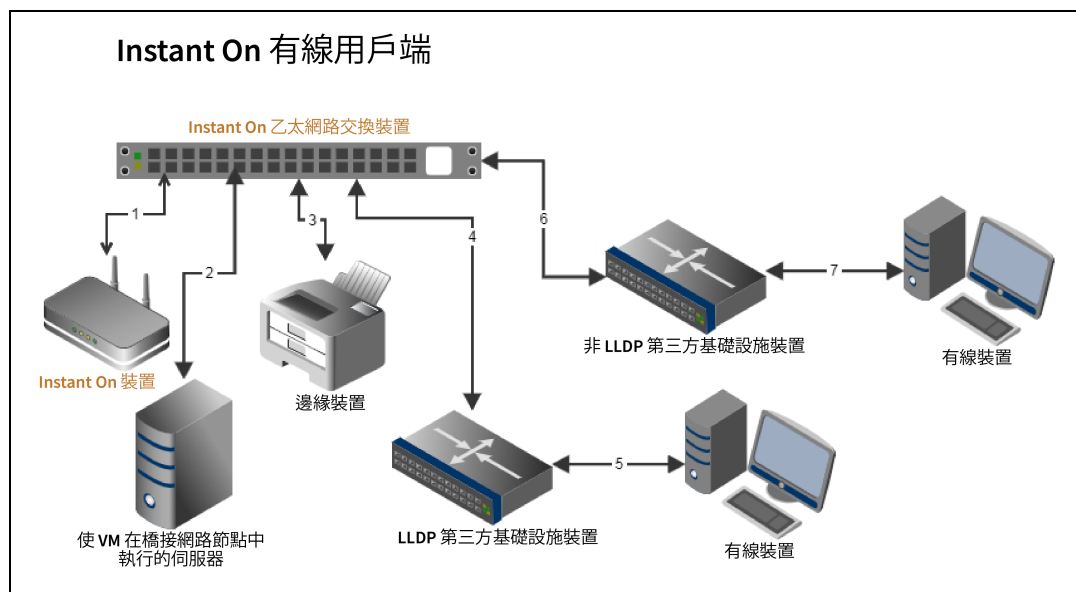 Instant On 有線用戶端
Instant On 乙太網路交換裝置
1
2
3
4
6
7
Instant On 裝置
邊緣裝置
非 LLDP 第三方基礎設施裝置
有線裝置
5
使 VM 在橋接網路節點中
執行的伺服器
LLDP 第三方基礎設施裝置
有線裝置